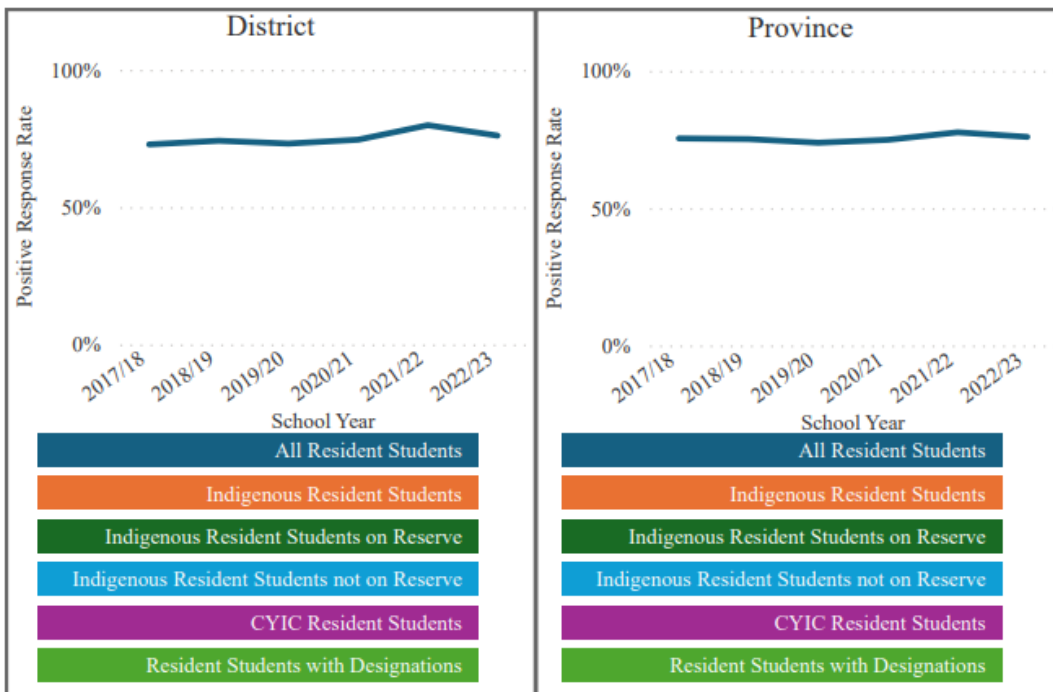 District
100%
50%
0%
Positive Response Rate
2017/18
2018/19
2019/20
2020/21
2021/22
2022/23
School Year
All Resident Students
Indigenous Resident Students
Indigenous Resident Students on Reserve
Indigenous Resident Students not on Reserve
CYIC Resident Students
Resident Students with Designations
Province
100%
50%
0%
Positive Response Rate
2017/18
2018/19
2019/20
2020/21
2021/22
2022/23
School Year
All Resident Students
Indigenous Resident Students
Indigenous Resident Students on Reserve
Indigenous Resident Students not on Reserve
CYIC Resident Students
Resident Students with Designations